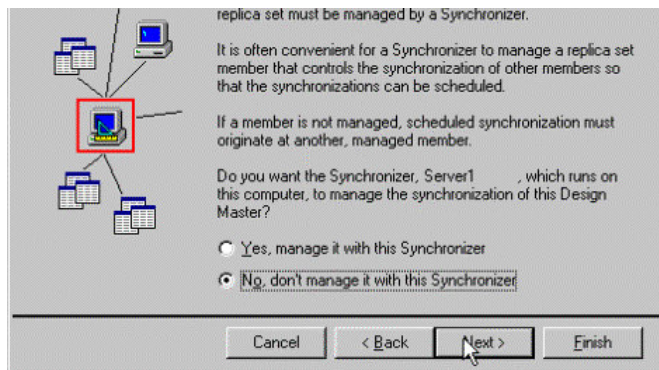 replica set must be managed by a Synchronizer.
It is often convenient for a Synchronizer to manage a replica set
member that controls the synchronization of other members so
that the synchronizations can be scheduled.
If a member is not managed, scheduled synchronization must
originate at another, managed member.
Do you want the Synchronizer, Server1 , which runs on
this computer, to manage the synchronization of this Design
Master?
Yes, manage it with this Synchronizer
No, don't manage it with this Synchronizer
Cancel < Back Next > Finish